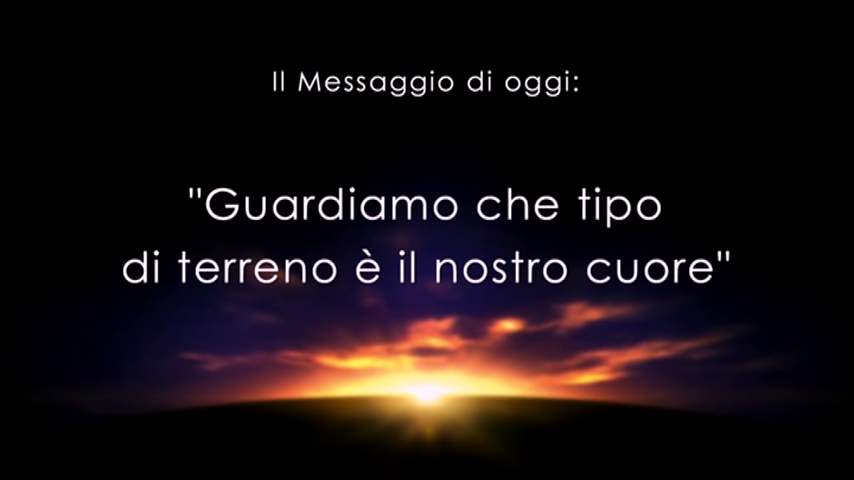 Il Messaggio di oggi:
"Guardiamo che tipo
di terreno è il nostro cuore"